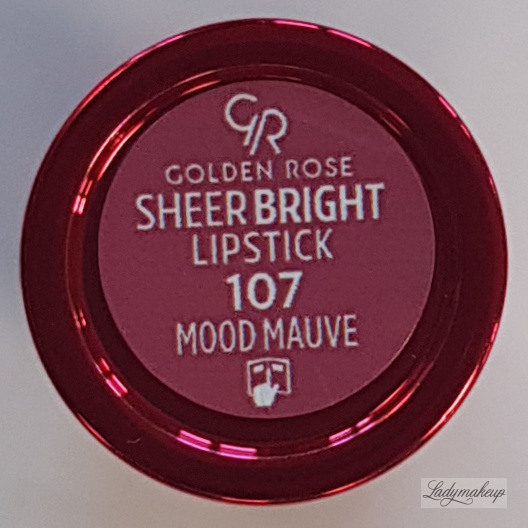 GR
GOLDEN ROSE
SHEER BRIGHT
LIPSTICK
107
MOOD MAUVE
Ladymakeup